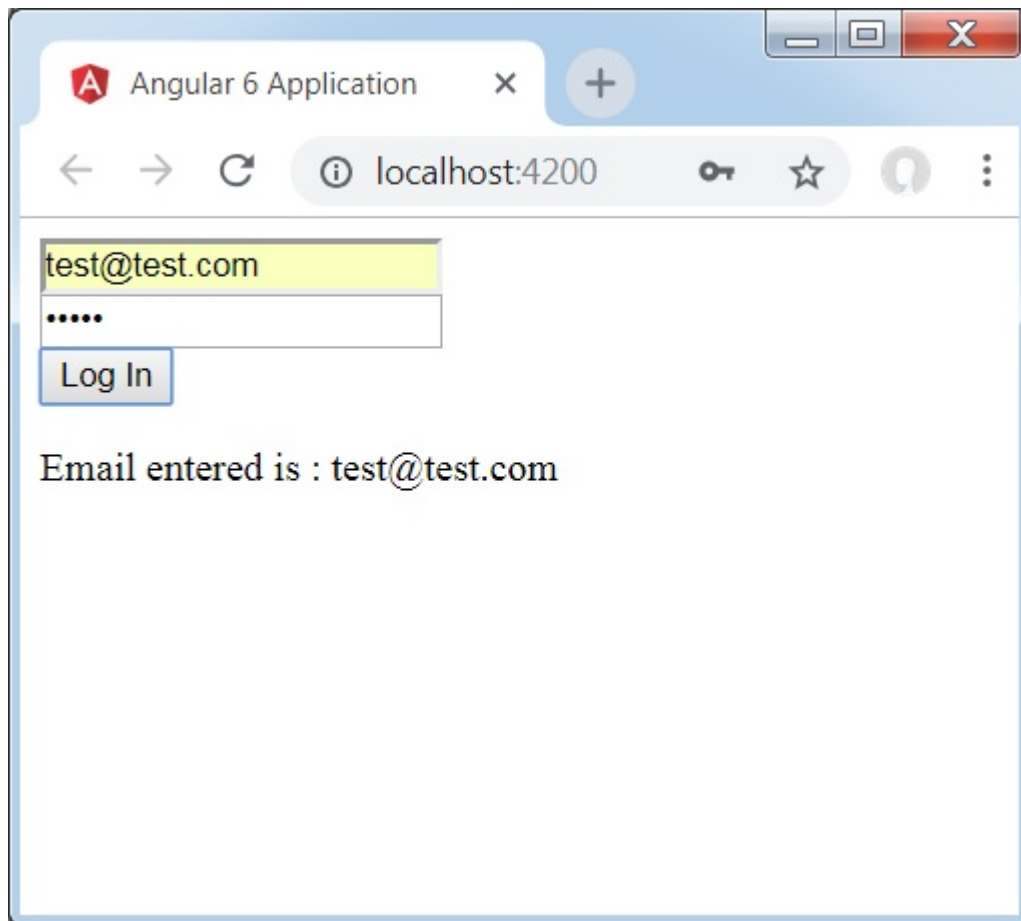 Angular 6 Application
localhost:4200
test@test.com
•••••
Log In
Email entered is : test@test.com